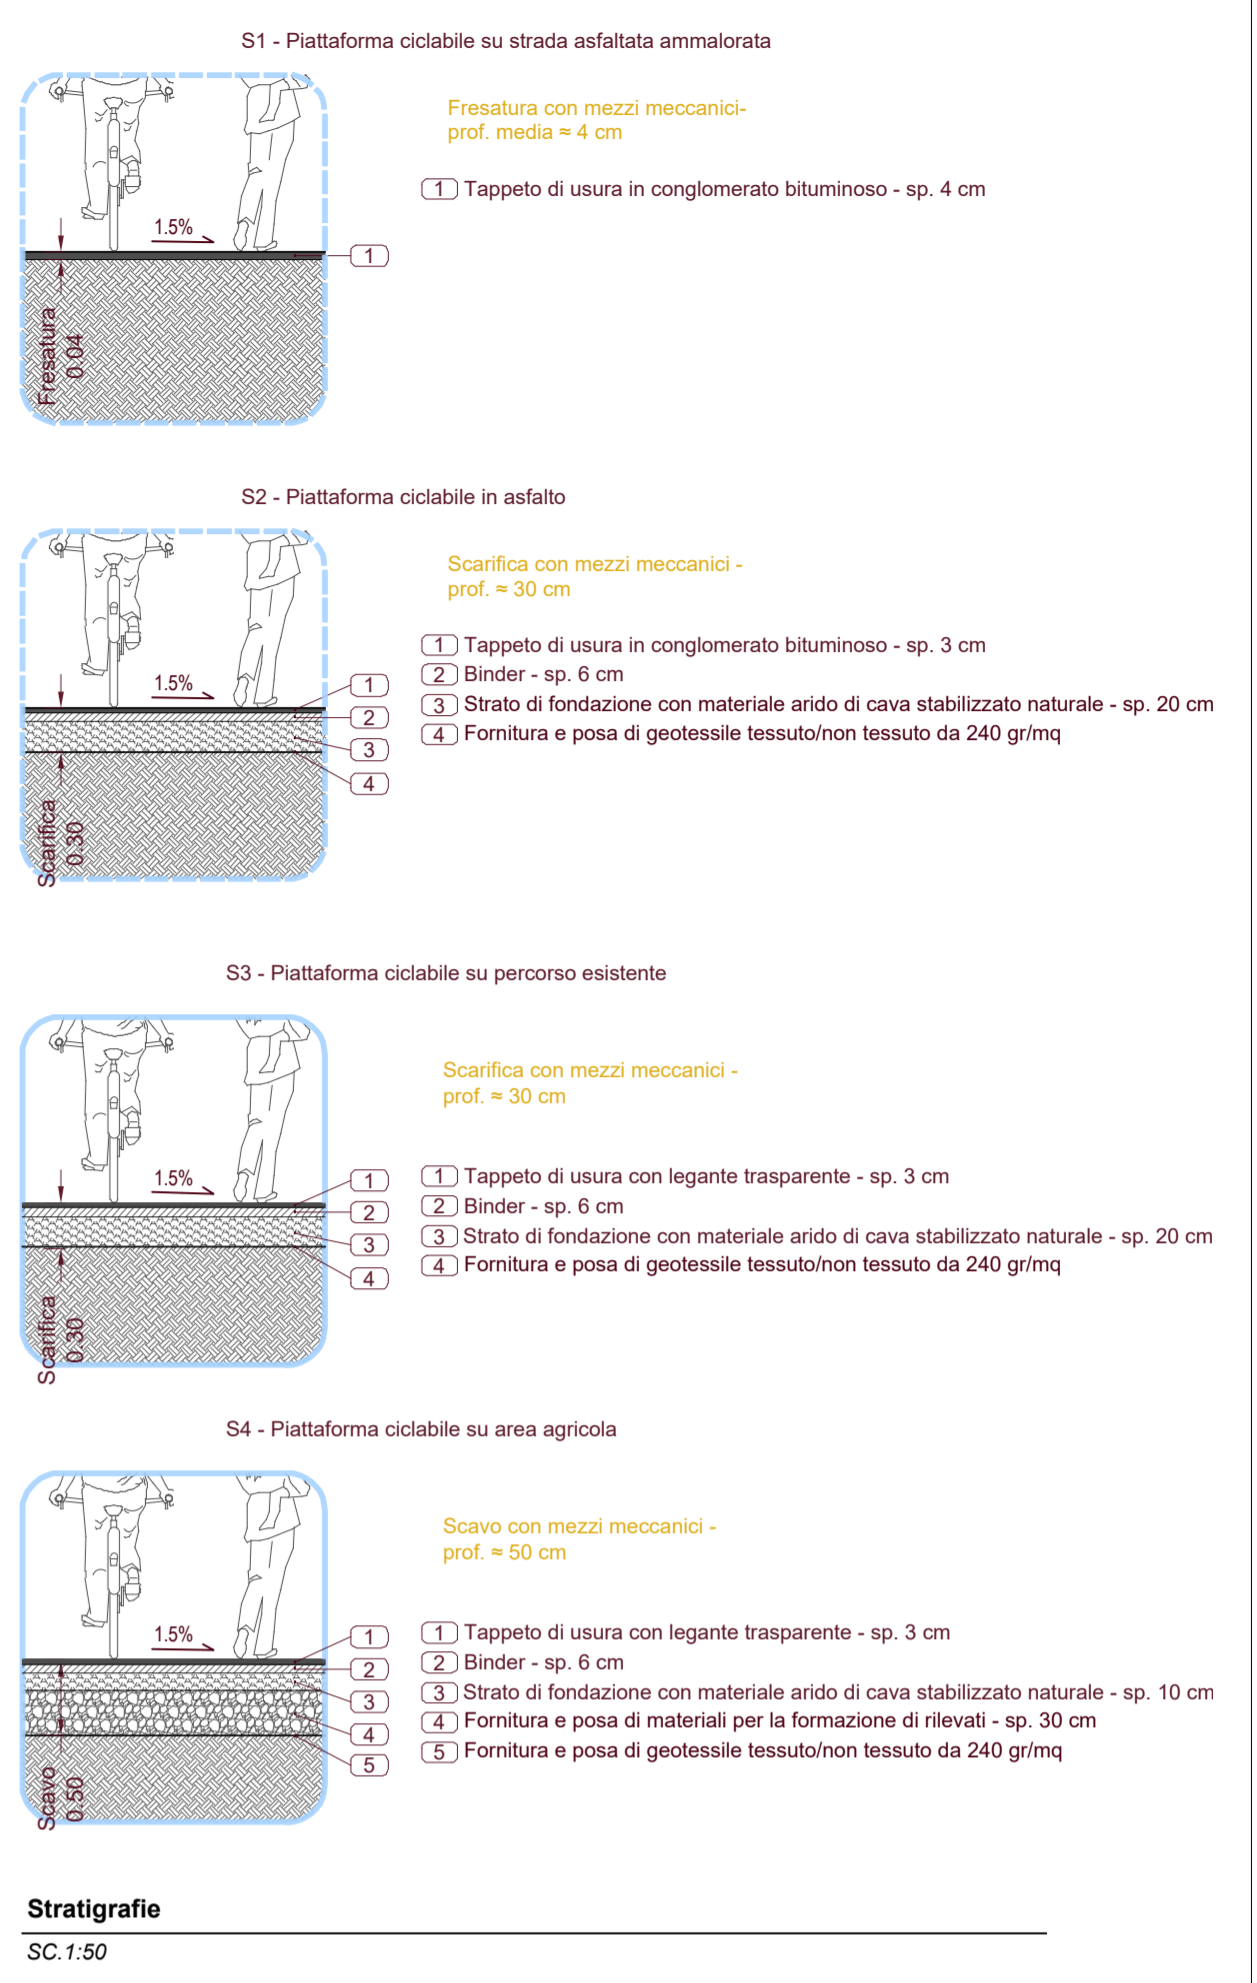 S1 - Piattaforma ciclabile su strada asfaltata ammalorata
Fresatura con mezzi meccanici-
prof. media ≈ 4 cm
1 Tappeto di usura in conglomerato bituminoso - sp. 4 cm
1.5%
1
Fresatura
0.04
S2 - Piattaforma ciclabile in asfalto
Scarifica con mezzi meccanici -
prof. ≈ 30 cm
1 Tappeto di usura in conglomerato bituminoso - sp. 3 cm
2 Binder - sp. 6 cm
3 Strato di fondazione con materiale arido di cava stabilizzato naturale - sp. 20 cm
4 Fornitura e posa di geotessile tessuto/non tessuto da 240 gr/mq
1.5%
1
2
3
4
Scarifica
0.30
S3 - Piattaforma ciclabile su percorso esistente
Scarifica con mezzi meccanici -
prof. ≈ 30 cm
1 Tappeto di usura con legante trasparente - sp. 3 cm
2 Binder - sp. 6 cm
3 Strato di fondazione con materiale arido di cava stabilizzato naturale - sp. 20 cm
4 Fornitura e posa di geotessile tessuto/non tessuto da 240 gr/mq
1.5%
1
2
3
4
Scarifica
0.30
S4 - Piattaforma ciclabile su area agricola
Scavo con mezzi meccanici -
prof. ≈ 50 cm
1 Tappeto di usura con legante trasparente - sp. 3 cm
2 Binder - sp. 6 cm
3 Strato di fondazione con materiale arido di cava stabilizzato naturale - sp. 10 cm
4 Fornitura e posa di materiali per la formazione di rilevati - sp. 30 cm
5 Fornitura e posa di geotessile tessuto/non tessuto da 240 gr/mq
1.5%
1
2
3
4
5
Scavo
0.50
Stratigrafie
SC.1:50